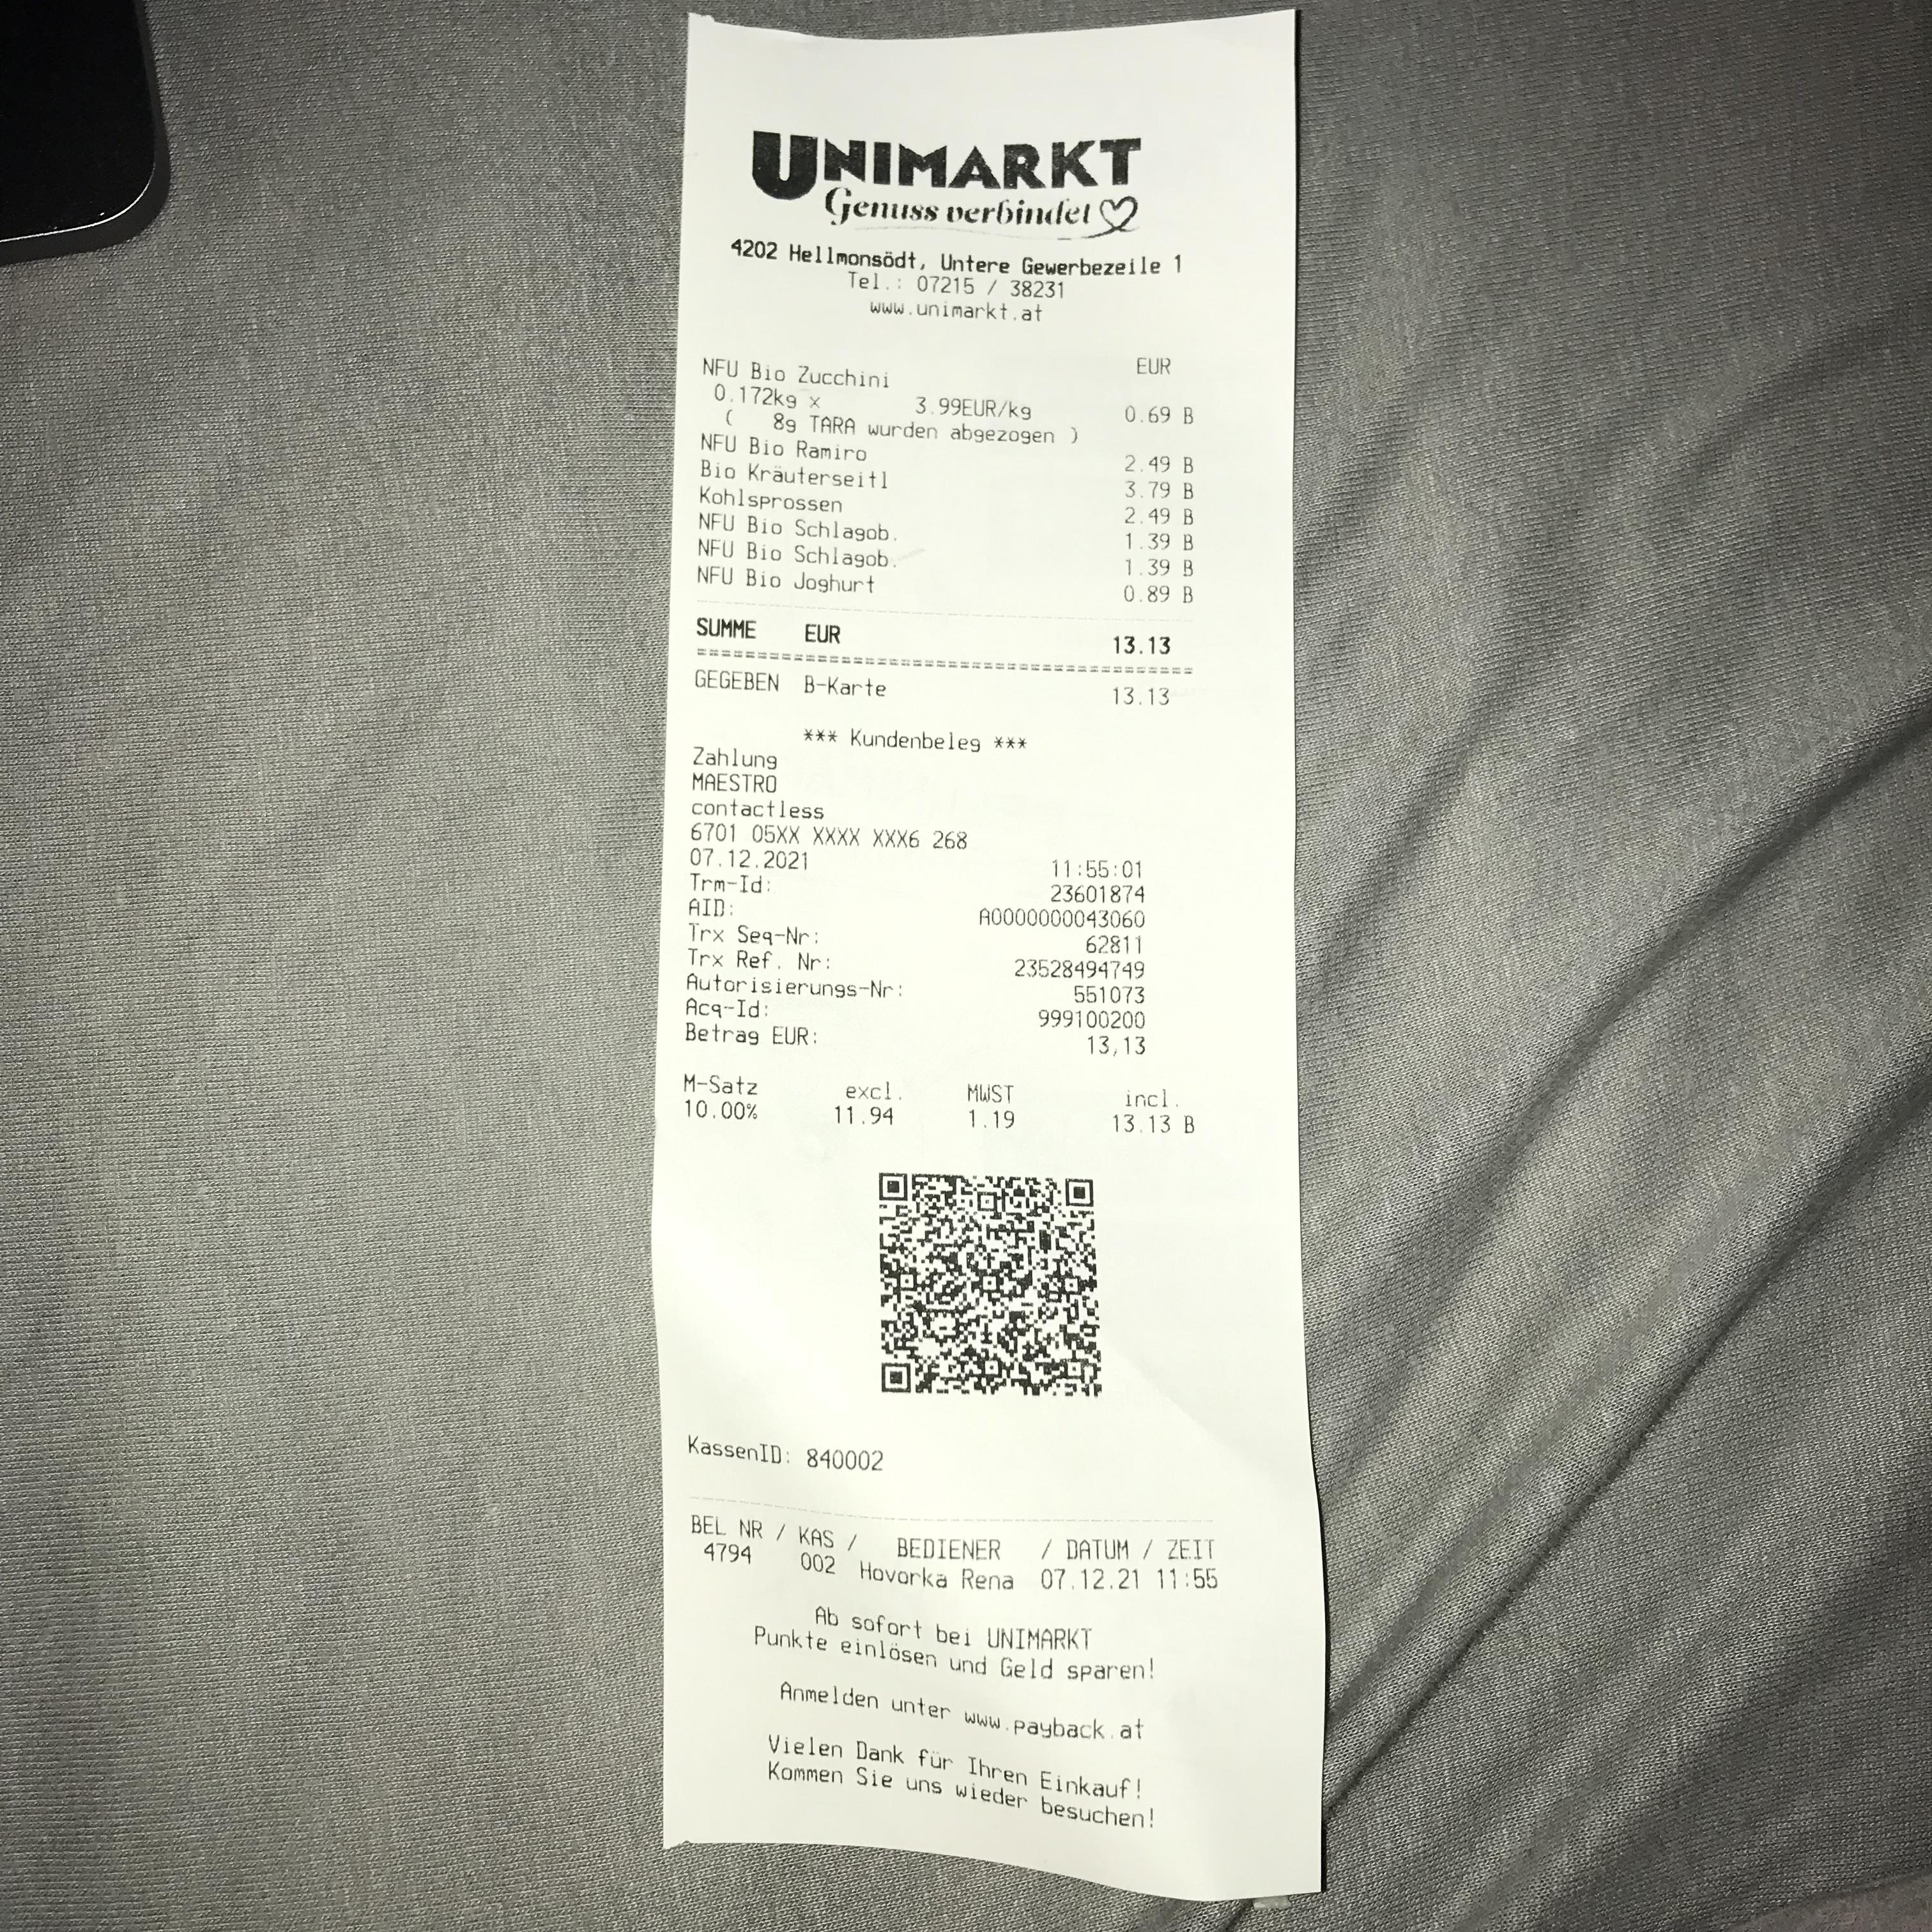 UNIMARKT
Genuss verbindet
4202 Hellmonsödt, Untere Gewerbezeile 1
Tel.: 07215 / 38231
www.unimarkt.at
EUR
NFU Bio Zucchini
0.172kg x 3.99EUR/kg 0.69 B
( 8g TARA wurden abgezogen )
NFU Bio Ramiro 2.49 B
Bio Kräuterseitl 3.79 B
Kohlsprossen 2.49 B
NFU Bio Schlagob. 1.39 B
NFU Bio Schlagob. 1.39 B
NFU Bio Joghurt 0.89 B
SUMME EUR 13.13
=========================================
GEGEBEN B-Karte 13.13
*** Kundenbeleg ***
Zahlung
MAESTRO
contactless
6701 05XX XXXX XXX6 268
07.12.2021 11:55:01
Trm-Id: 23601874
AID: A0000000043060
Trx Seq-Nr: 62811
Trx Ref. Nr: 23528494749
Autorisierungs-Nr: 551073
Acq-Id: 999100200
Betrag EUR: 13,13
M-Satz excl. MWST incl.
10.00% 11.94 1.19 13.13 B
KassenID: 840002
BEL NR / KAS / BEDIENER / DATUM / ZEIT
4794 002 Hovorka Rena 07.12.21 11:55
Ab sofort bei UNIMARKT
Punkte einlösen und Geld sparen!
Anmelden unter www.payback.at
Vielen Dank für Ihren Einkauf!
Kommen Sie uns wieder besuchen!